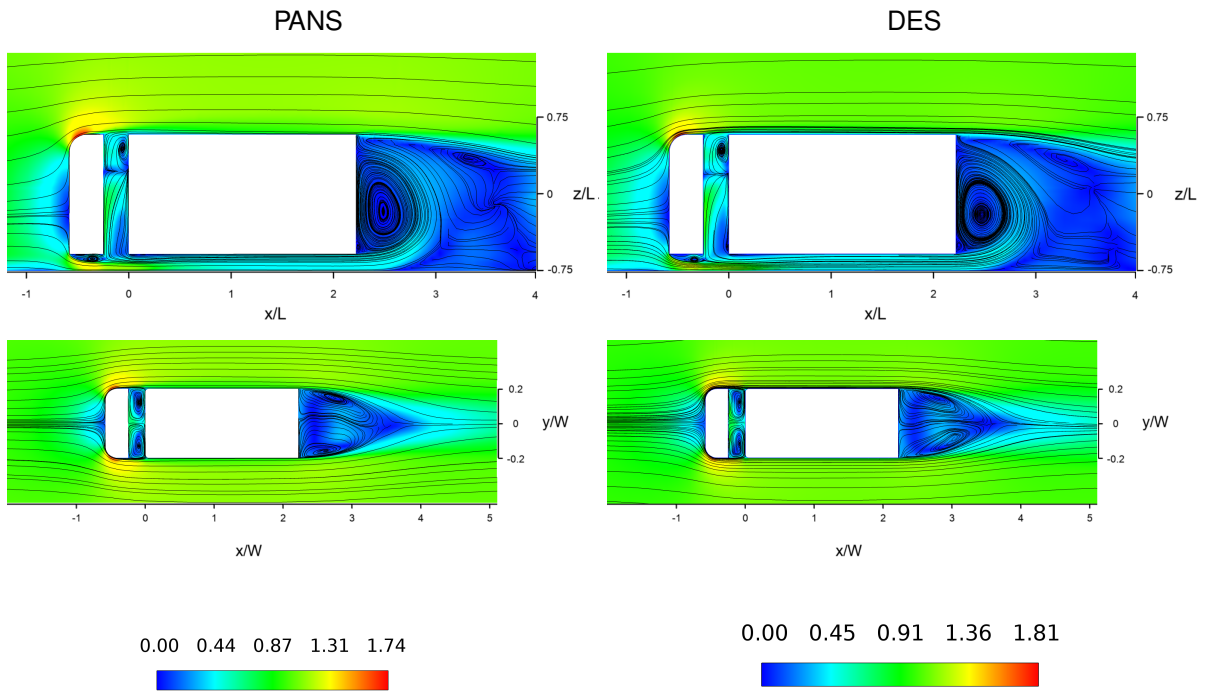 PANS DES
0.75 0.75
0 z/L 0 z/L
-0.75 -0.75
-1 0 1 2 3 4 -1 0 1 2 3 4
x/L x/L
0.2 0.2
0 y/W 0 y/W
-0.2 -0.2
-1 0 1 2 3 4 5 -1 0 1 2 3 4 5
x/W x/W
0.00 0.44 0.87 1.31 1.74 0.00 0.45 0.91 1.36 1.81